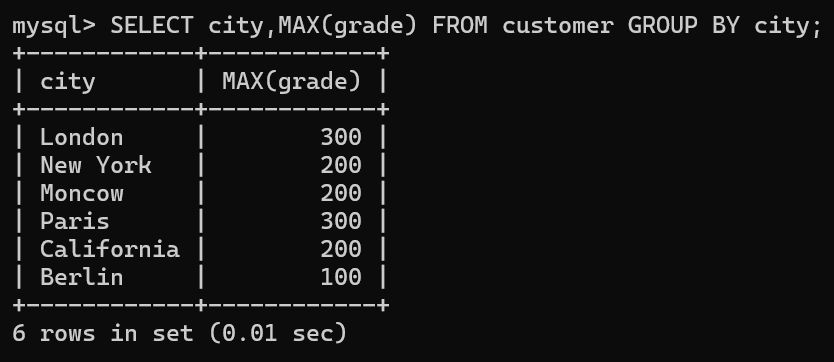 mysql> SELECT city,MAX(grade) FROM customer GROUP BY city;
+------------+------------+
| city       | MAX(grade) |
+------------+------------+
| London     |        300 |
| New York   |        200 |
| Moncow     |        200 |
| Paris      |        300 |
| California |        200 |
| Berlin     |        100 |
+------------+------------+
6 rows in set (0.01 sec)